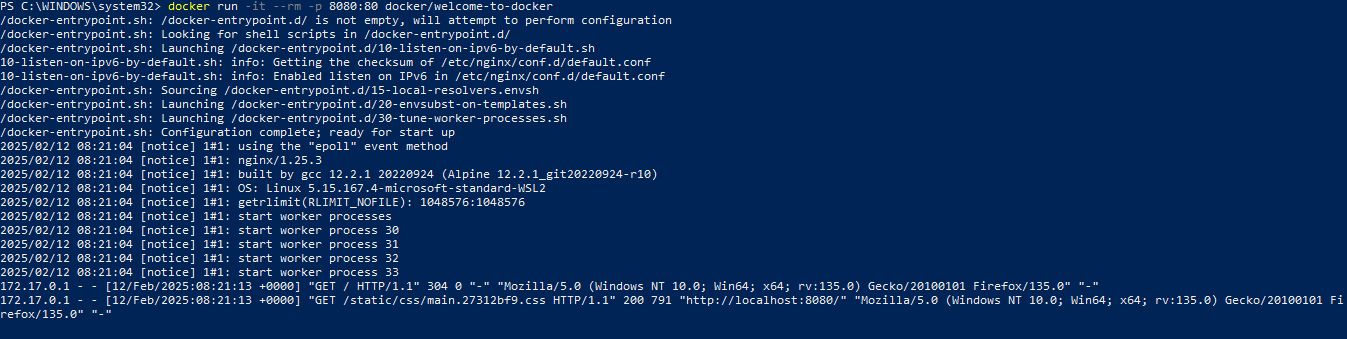 PS C:\WINDOWS\system32> docker run -it --rm -p 8080:80 docker/welcome-to-docker
/docker-entrypoint.sh: /docker-entrypoint.d/ is not empty, will attempt to perform configuration
/docker-entrypoint.sh: Looking for shell scripts in /docker-entrypoint.d/
/docker-entrypoint.sh: Launching /docker-entrypoint.d/10-listen-on-ipv6-by-default.sh
10-listen-on-ipv6-by-default.sh: info: Getting the checksum of /etc/nginx/conf.d/default.conf
10-listen-on-ipv6-by-default.sh: info: Enabled listen on IPv6 in /etc/nginx/conf.d/default.conf
/docker-entrypoint.sh: Sourcing /docker-entrypoint.d/15-local-resolvers.envsh
/docker-entrypoint.sh: Launching /docker-entrypoint.d/20-envsubst-on-templates.sh
/docker-entrypoint.sh: Launching /docker-entrypoint.d/30-tune-worker-processes.sh
/docker-entrypoint.sh: Configuration complete; ready for start up
2025/02/12 08:21:04 [notice] 1#1: using the "epoll" event method
2025/02/12 08:21:04 [notice] 1#1: nginx/1.25.3
2025/02/12 08:21:04 [notice] 1#1: built by gcc 12.2.1 20220924 (Alpine 12.2.1_git20220924-r10)
2025/02/12 08:21:04 [notice] 1#1: OS: Linux 5.15.167.4-microsoft-standard-WSL2
2025/02/12 08:21:04 [notice] 1#1: getrlimit(RLIMIT_NOFILE): 1048576:1048576
2025/02/12 08:21:04 [notice] 1#1: start worker processes
2025/02/12 08:21:04 [notice] 1#1: start worker process 30
2025/02/12 08:21:04 [notice] 1#1: start worker process 31
2025/02/12 08:21:04 [notice] 1#1: start worker process 32
2025/02/12 08:21:04 [notice] 1#1: start worker process 33
172.17.0.1 - - [12/Feb/2025:08:21:13 +0000] "GET / HTTP/1.1" 304 0 "-" "Mozilla/5.0 (Windows NT 10.0; Win64; x64; rv:135.0) Gecko/20100101 Firefox/135.0" "-"
172.17.0.1 - - [12/Feb/2025:08:21:13 +0000] "GET /static/css/main.27312bf9.css HTTP/1.1" 200 791 "http://localhost:8080/" "Mozilla/5.0 (Windows NT 10.0; Win64; x64; rv:135.0) Gecko/20100101 Fi
refox/135.0" "-"